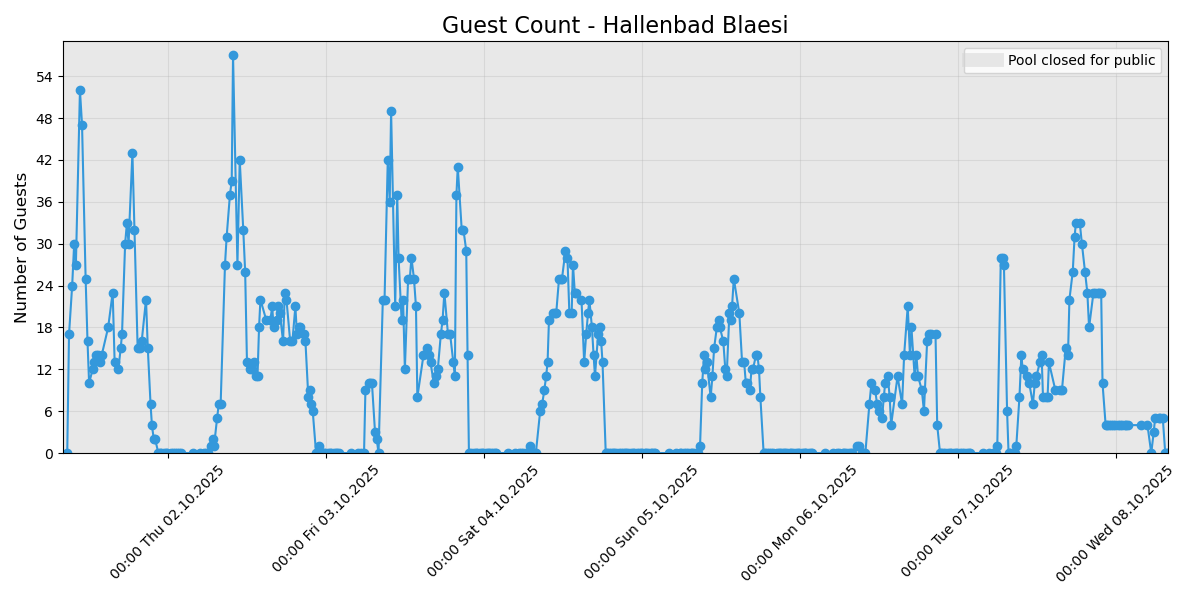 Guest Count - Hallenbad Blaesi
Pool closed for public
Number of Guests
54
48
42
36
30
24
18
12
6
0
00:00 Thu 02.10.2025
00:00 Fri 03.10.2025
00:00 Sat 04.10.2025
00:00 Sun 05.10.2025
00:00 Mon 06.10.2025
00:00 Tue 07.10.2025
00:00 Wed 08.10.2025